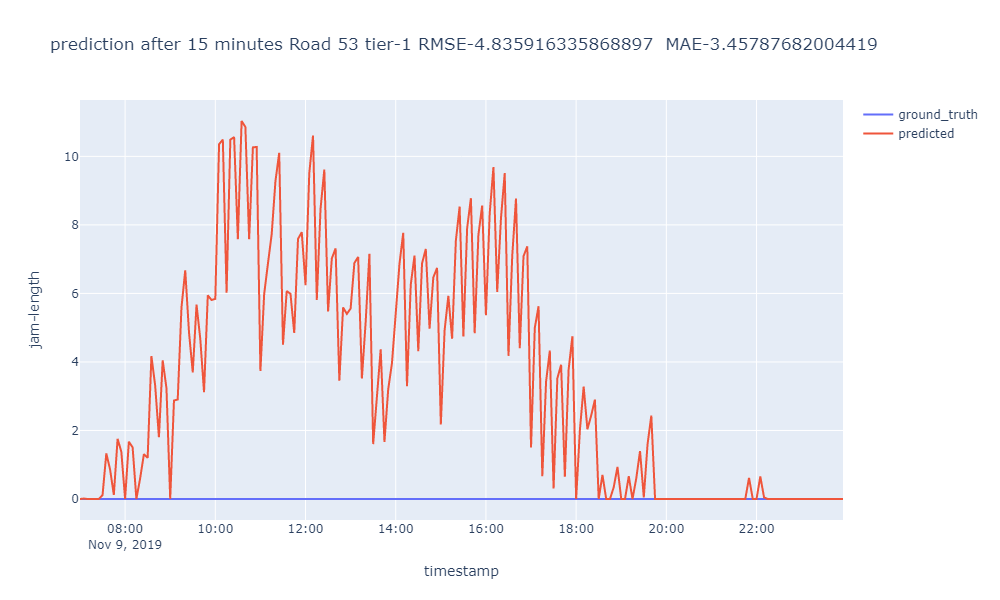 prediction after 15 minutes Road 53 tier-1 RMSE-4.835916335868897  MAE-3.45787682004419
ground_truth
predicted
jam-length
10
8
6
4
2
0
08:00 10:00 12:00 14:00 16:00 18:00 20:00 22:00
Nov 9, 2019
timestamp